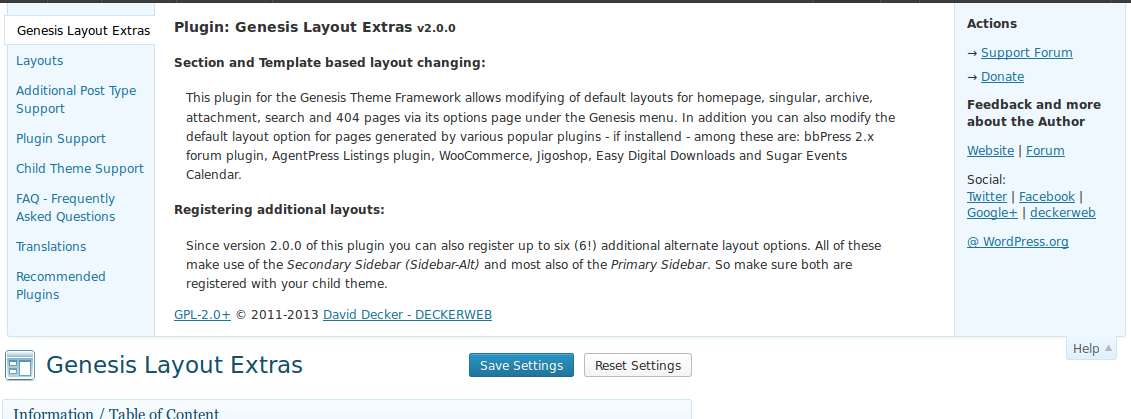 Genesis Layout Extras
Layouts
Additional Post Type
Support
Plugin Support
Child Theme Support
FAQ - Frequently
Asked Questions
Translations
Recommended
Plugins
Plugin: Genesis Layout Extras v2.0.0
Section and Template based layout changing:
This plugin for the Genesis Theme Framework allows modifying of default layouts for homepage, singular, archive,
attachment, search and 404 pages via its options page under the Genesis menu. In addition you can also modify the
default layout option for pages generated by various popular plugins - if installend - among these are: bbPress 2.x
forum plugin, AgentPress Listings plugin, WooCommerce, Jigoshop, Easy Digital Downloads and Sugar Events
Calendar.
Registering additional layouts:
Since version 2.0.0 of this plugin you can also register up to six (6!) additional alternate layout options. All of these
make use of the Secondary Sidebar (Sidebar-Alt) and most also of the Primary Sidebar. So make sure both are
registered with your child theme.
GPL-2.0+ © 2011-2013 David Decker - DECKERWEB
Actions
→ Support Forum
→ Donate
Feedback and more
about the Author
Website | Forum
Social:
Twitter | Facebook |
Google+ | deckerweb
@ WordPress.org
Help ▲
Genesis Layout Extras
Save Settings
Reset Settings
Information / Table of Content